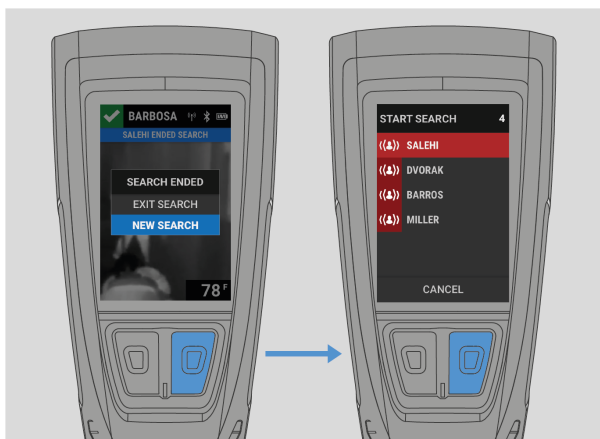 BARBOSA
SALEHI ENDED SEARCH
SEARCH ENDED
EXIT SEARCH
NEW SEARCH
78 F
START SEARCH 4
SALEHI
DVORAK
BARROS
MILLER
CANCEL